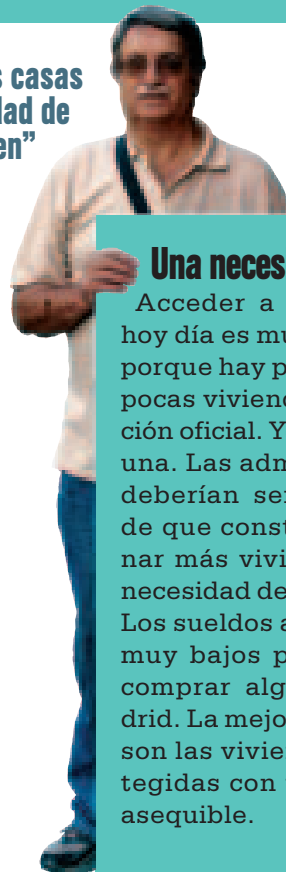 s casas
dad de
en”
Una neces
Acceder a
hoy día es mu
porque hay p
pocas viviend
ción oficial. Y
una. Las adm
deberían se
de que const
nar más vivi
necesidad de
Los sueldos a
muy bajos p
comprar alg
drid. La mejo
son las vivie
tegidas con
asequible.